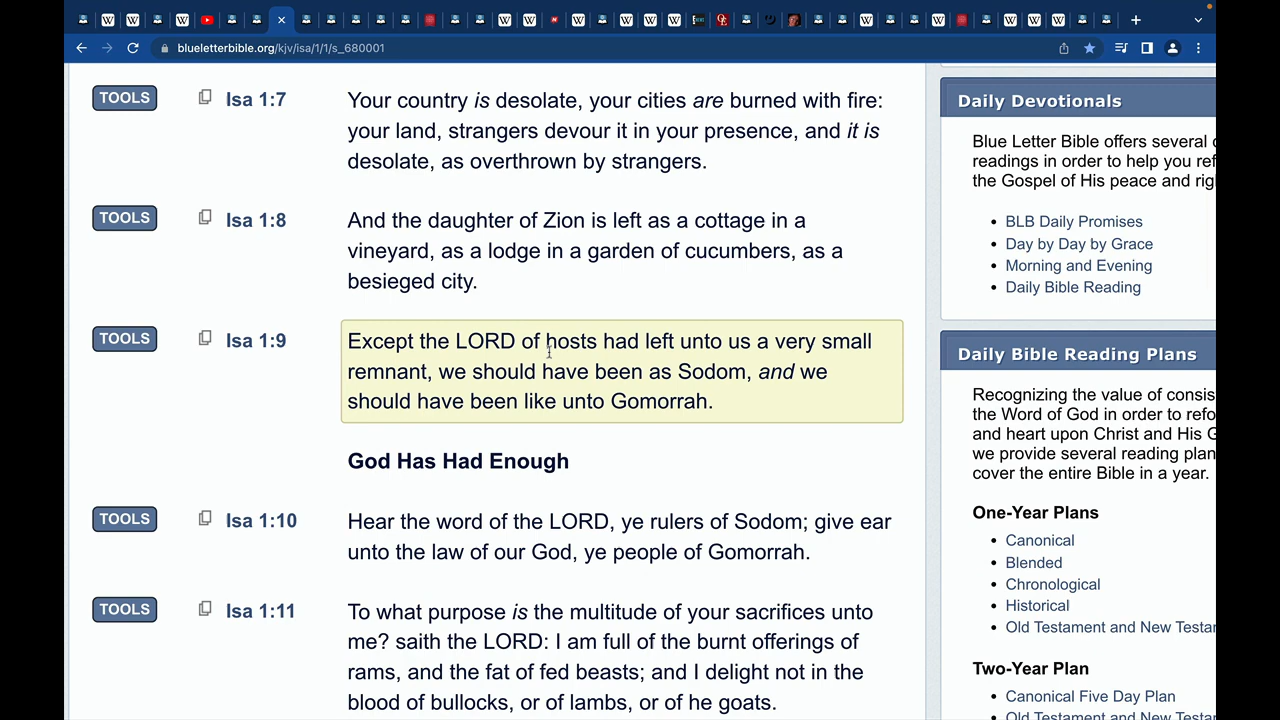 blueletterbible.org/kjv/isa/1/1/s_680001
TOOLS Isa 1:7 Your country is desolate, your cities are burned with fire:
your land, strangers devour it in your presence, and it is
desolate, as overthrown by strangers.
TOOLS Isa 1:8 And the daughter of Zion is left as a cottage in a
vineyard, as a lodge in a garden of cucumbers, as a
besieged city.
TOOLS Isa 1:9 Except the LORD of hosts had left unto us a very small
remnant, we should have been as Sodom, and we
should have been like unto Gomorrah.
God Has Had Enough
TOOLS Isa 1:10 Hear the word of the LORD, ye rulers of Sodom; give ear
unto the law of our God, ye people of Gomorrah.
TOOLS Isa 1:11 To what purpose is the multitude of your sacrifices unto
me? saith the LORD: I am full of the burnt offerings of
rams, and the fat of fed beasts; and I delight not in the
blood of bullocks, or of lambs, or of he goats.
Daily Devotionals
Blue Letter Bible offers several
readings in order to help you
the Gospel of His peace and
• BLB Daily Promises
• Day by Day by Grace
• Morning and Evening
• Daily Bible Reading
Daily Bible Reading Plans
Recognizing the value of
the Word of God in order to
and heart upon Christ and His
we provide several reading
cover the entire Bible in a year.
One-Year Plans
• Canonical
• Blended
• Chronological
• Historical
• Old Testament and New
Two-Year Plan
• Canonical Five Day Plan
• Old Testament and New